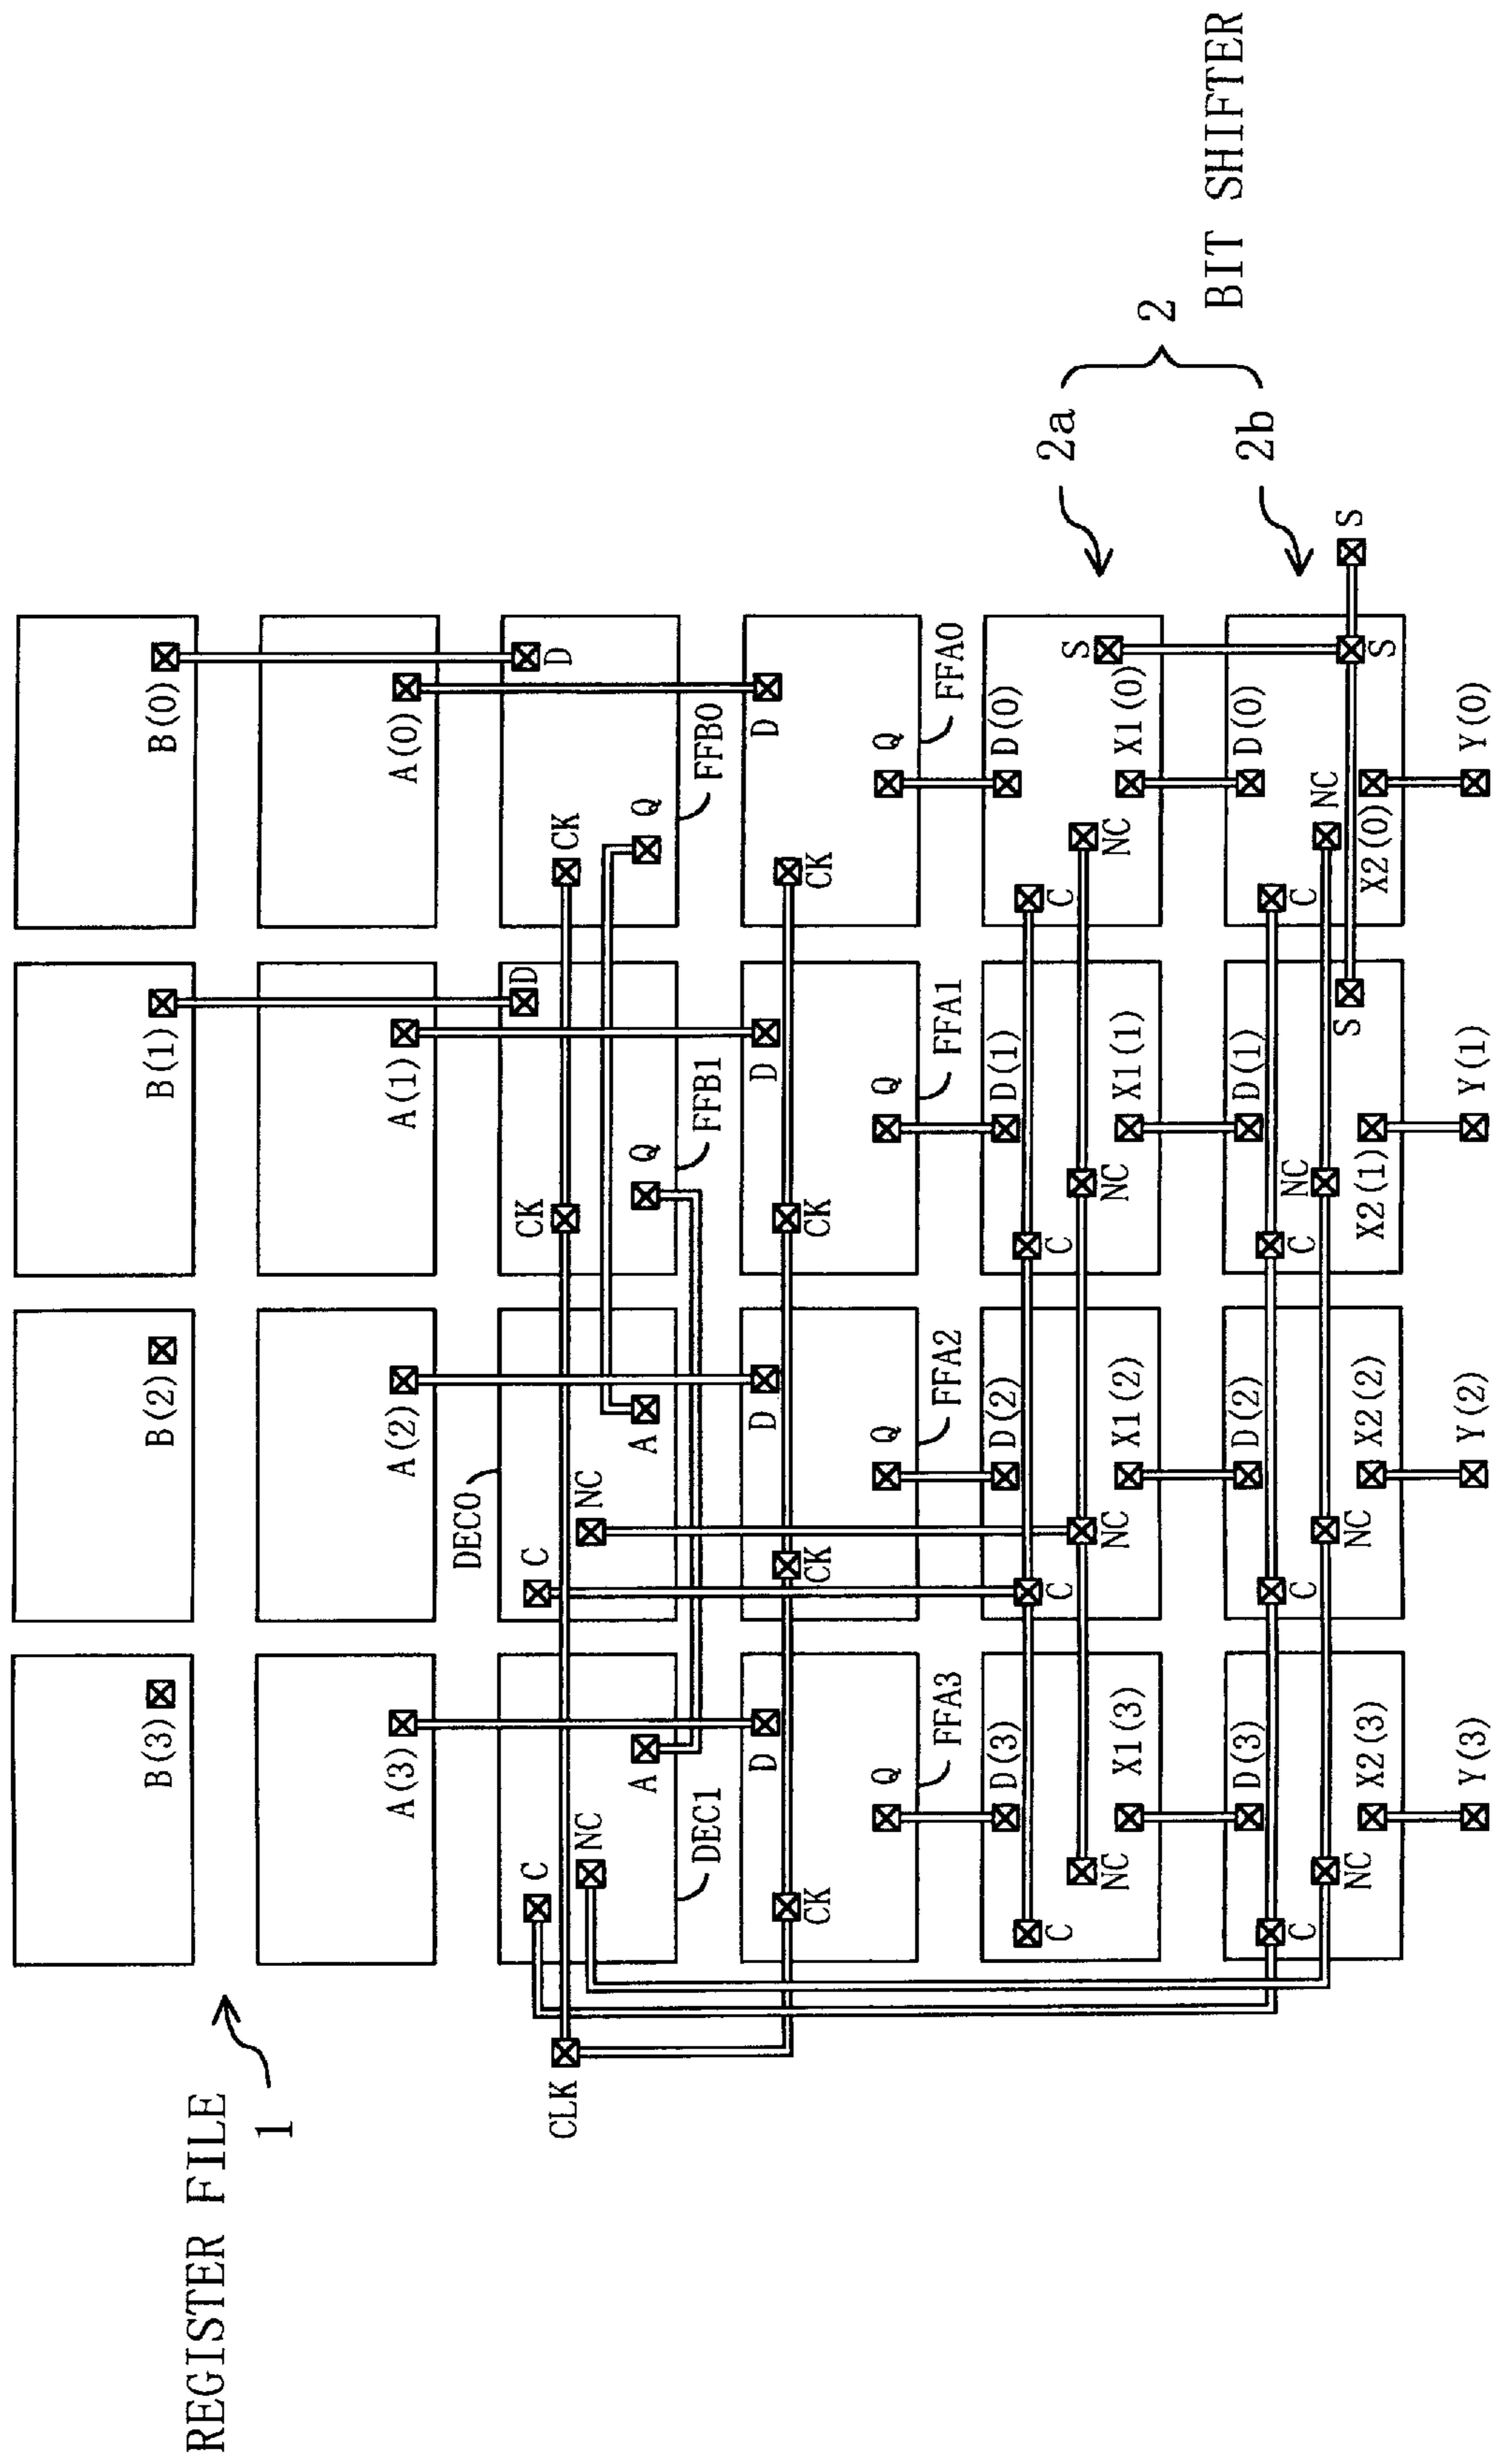 REGISTER FILE
1
B(3)
B(2)
B(1)
B(0)
A(3)
A(2)
A(1)
A(0)
DEC0
C
C
D
D
NC
NC
CK
CK
CLK
A
A
Q
Q
DEC1
FFB1
FFB0
D
D
D
D
CK
CK
CK
CK
Q
Q
Q
Q
FFA3
FFA2
FFA1
FFA0
D(3)
D(2)
D(1)
D(0)
C
C
C
C
S
NC
NC
NC
NC
X1(3)
X1(2)
X1(1)
X1(0)
2a
2
BIT SHIFTER
2b
D(3)
D(2)
D(1)
D(0)
C
C
C
C
NC
NC
NC
NC
S
S
S
X2(3)
X2(2)
X2(1)
X2(0)
Y(3)
Y(2)
Y(1)
Y(0)